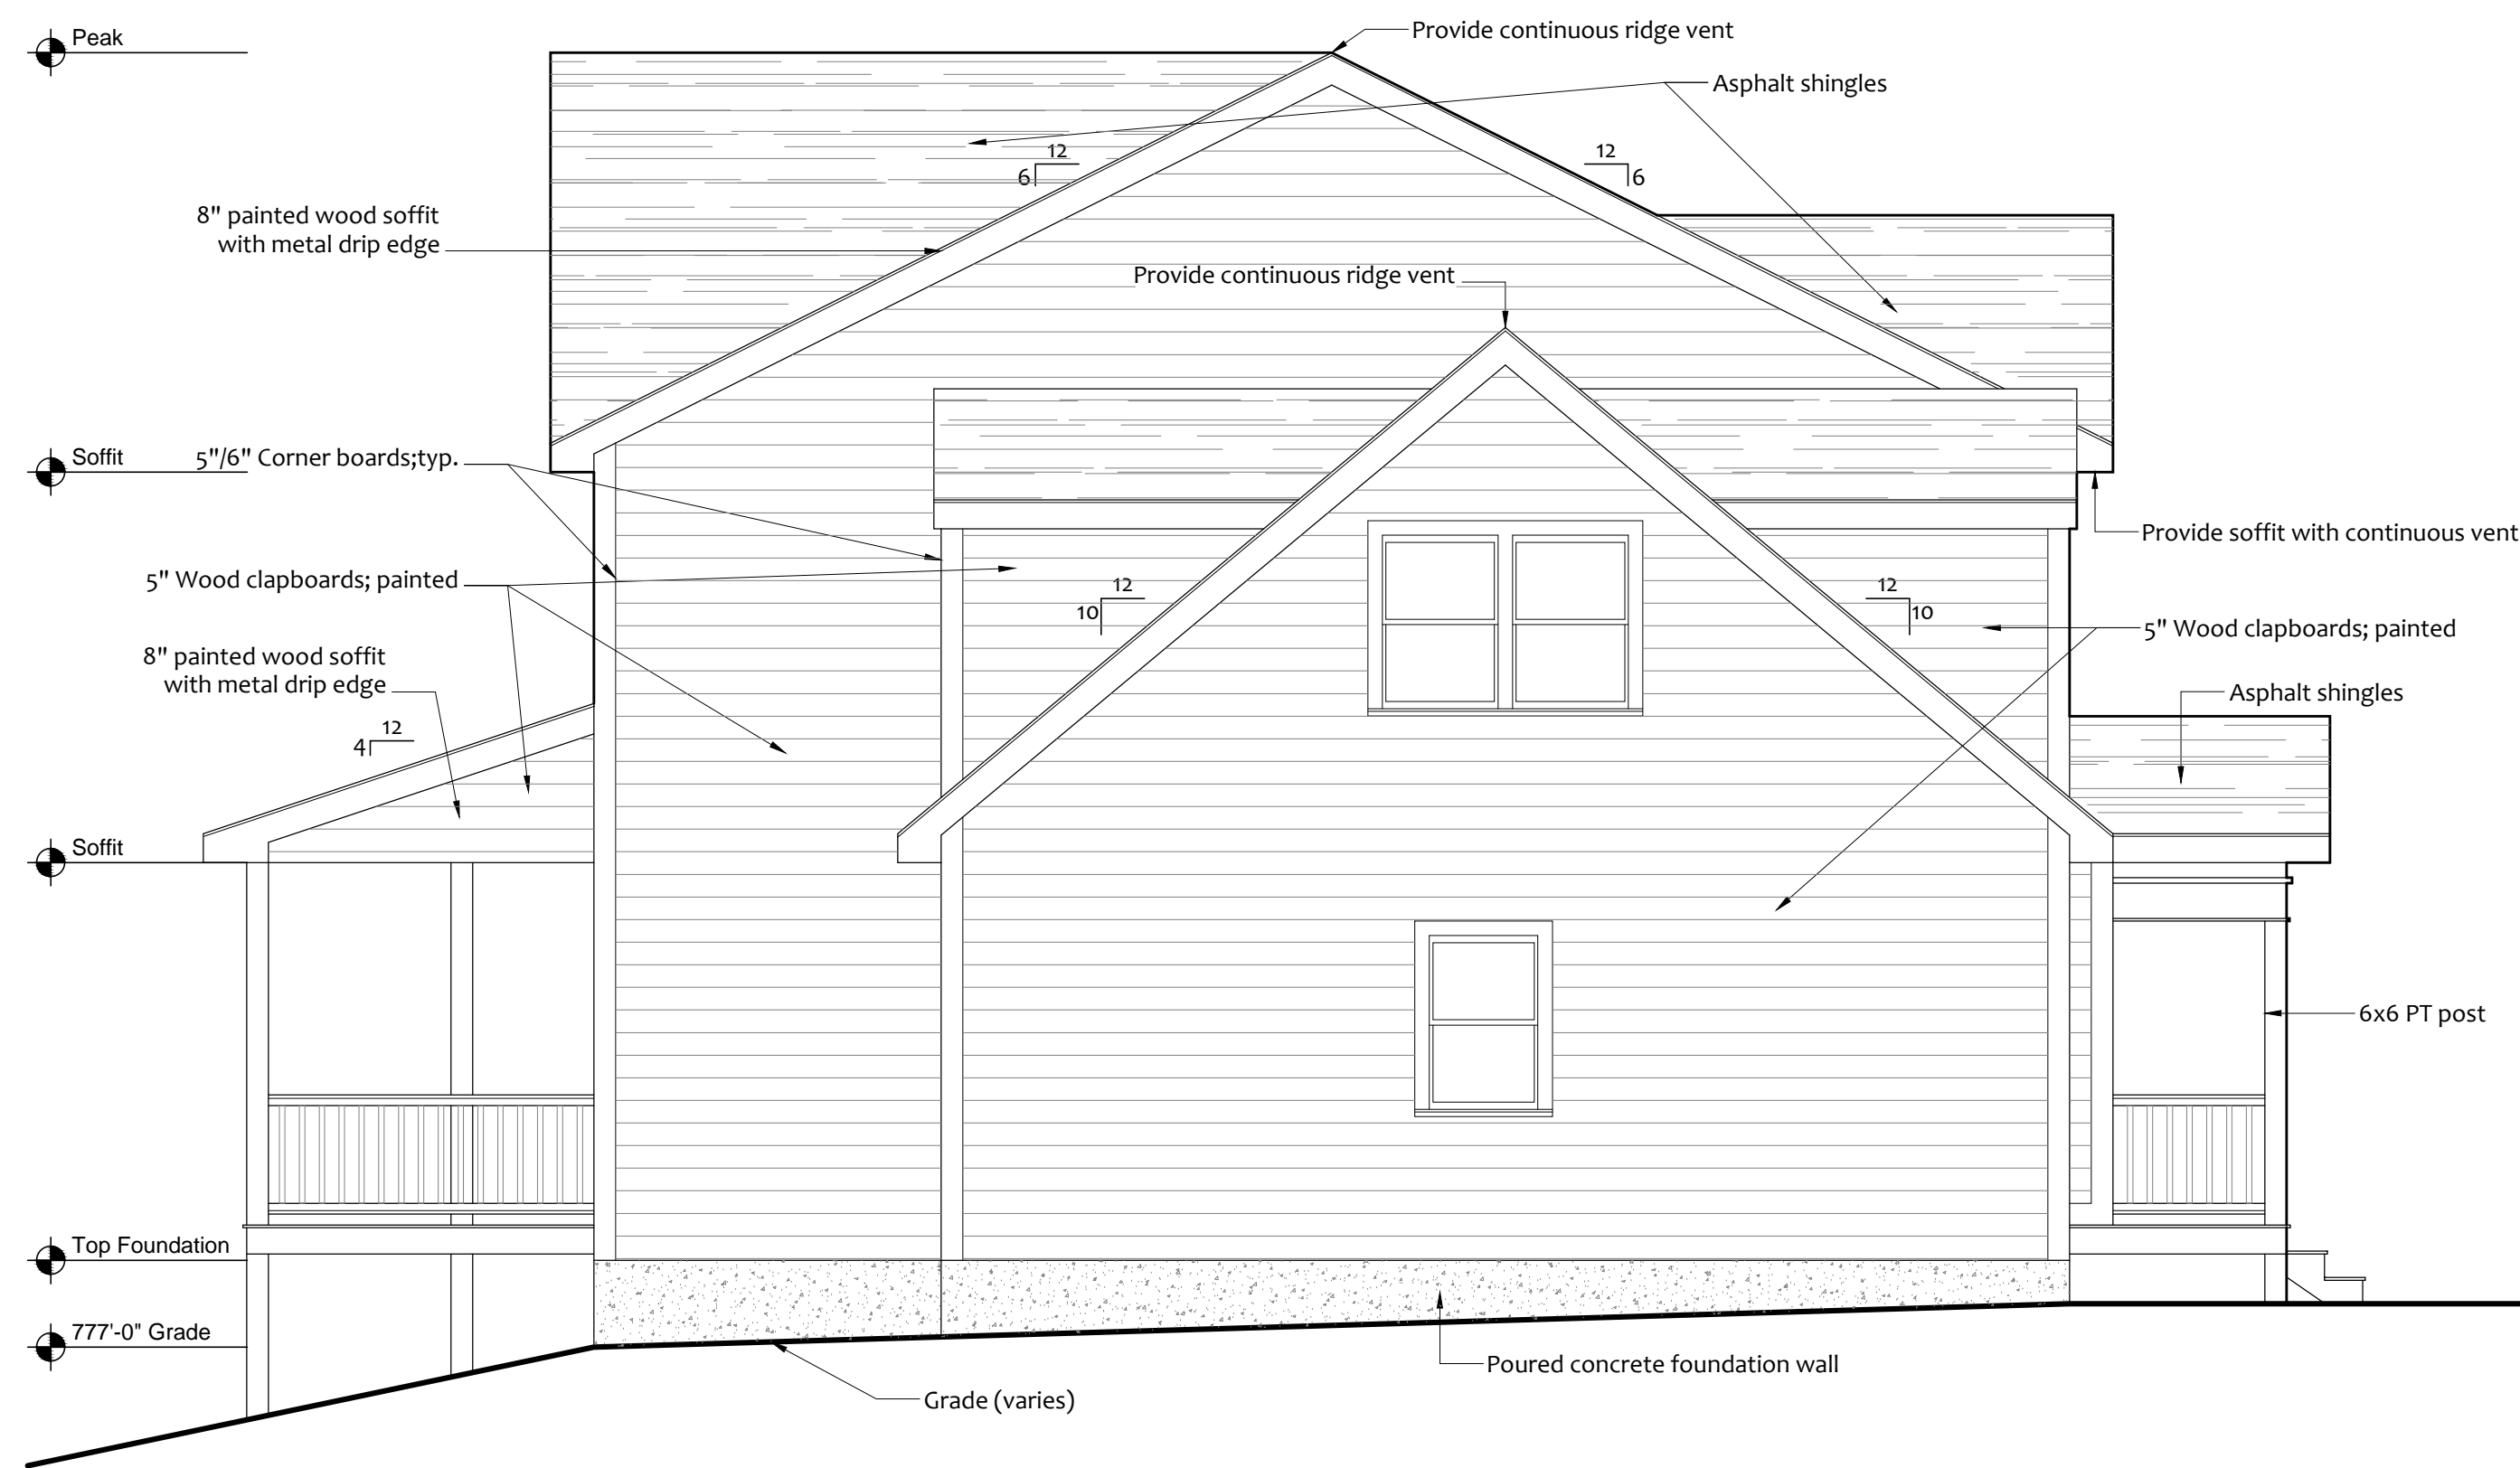 Peak
Provide continuous ridge vent
Asphalt shingles
12
6
12
6
8" painted wood soffit
with metal drip edge
Provide continuous ridge vent
Soffit
5"/6" Corner boards;typ.
Provide soffit with continuous vent
5" Wood clapboards; painted
12
10
12
10
5" Wood clapboards; painted
8" painted wood soffit
with metal drip edge
Asphalt shingles
12
4
Soffit
6x6 PT post
Top Foundation
777'-0" Grade
Poured concrete foundation wall
Grade (varies)